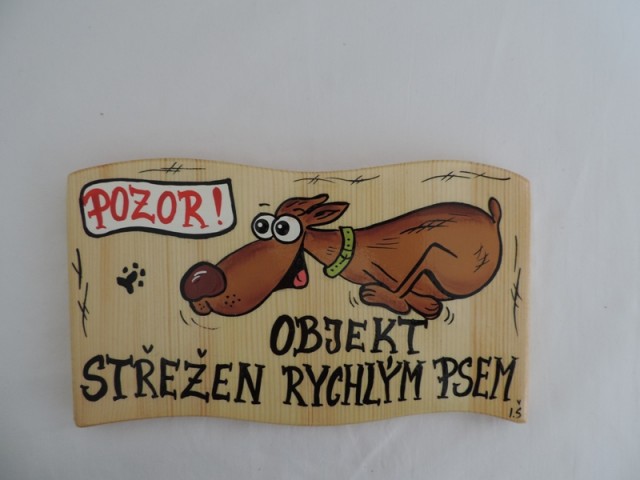 POZOR!
OBJEKT
STŘEŽEN RYCHLÝM PSEM
I.Š